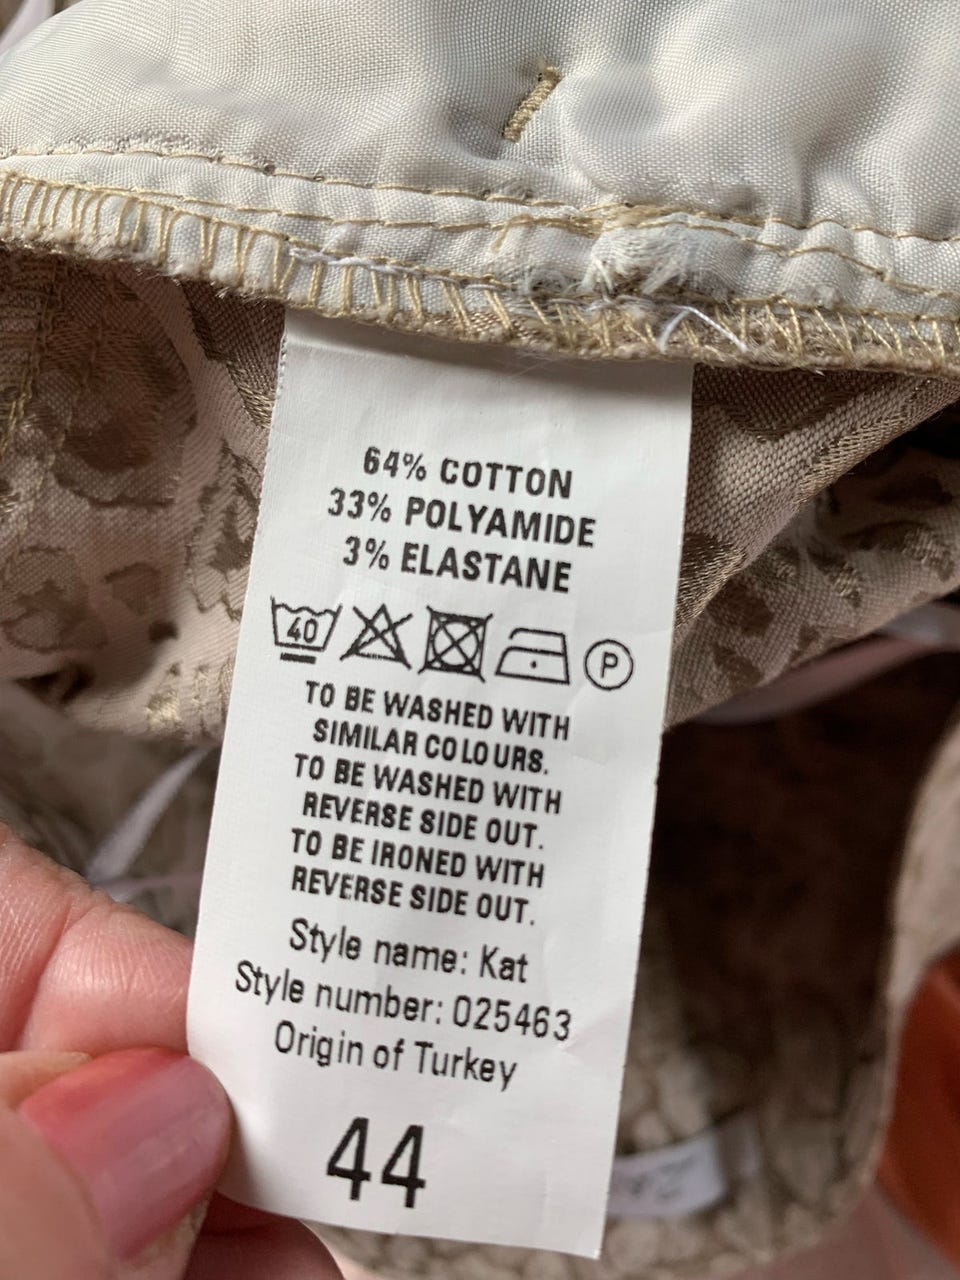 64% COTTON
33% POLYAMIDE
3% ELASTANE
40 P
TO BE WASHED WITH
SIMILAR COLOURS.
TO BE WASHED WITH
REVERSE SIDE OUT.
TO BE IRONED WITH
REVERSE SIDE OUT.
Style name: Kat
Style number: 025463
Origin of Turkey
44